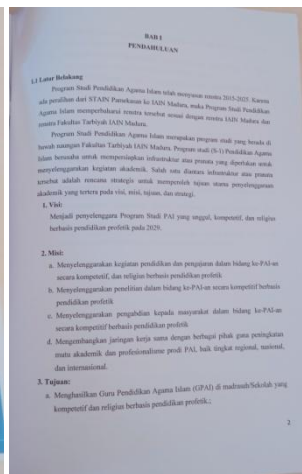 BAB I
PENDAHULUAN
1.1 Latar Belakang
Program Studi Pendidikan Agama Islam telah menyusun renstra 2015-2025. Karena
ada peralihan dari STAIN Pamekasan ke IAIN Madura, maka Program Studi Pendidikan
Agama Islam memperbaharui renstra tersebut sesuai dengan renstra IAIN Madura dan
renstra Fakultas Tarbiyah IAIN Madura.
Program Studi Pendidikan Agama Islam merupakan program studi yang berada di
bawah naungan Fakultas Tarbiyah IAIN Madura. Program studi (S-1) Pendidikan Agama
Islam berusaha untuk mempersiapkan infrastruktur atau pranata yang diperlukan untuk
menyelenggarakan kegiatan akademik. Salah satu diantara infrastruktur atau pranata
tersebut adalah rencana strategis untuk memperoleh tujuan utama penyelenggaraan
akademik yang tertera pada visi, misi, tujuan, dan strategi.
1. Visi:
Menjadi penyelenggara Program Studi PAI yang unggul, kompetetif, dan religius
berbasis pendidikan profetik pada 2029.
2. Misi:
a. Menyelenggarakan kegiatan pendidikan dan pengajaran dalam bidang ke-PAI-an
secara kompetetif, dan religius berbasis pendidikan profetik
b. Menyelenggarakan penelitian dalam bidang ke-PAI-an secara kompetitif berbasis
pendidikan profetik
c. Menyelenggarakan pengabdian kepada masyarakat dalam bidang ke-PAI-an
secara kompetitif berbasis pendidikan profetik
d. Mengembangkan jaringan kerja sama dengan berbagai pihak guna peningkatan
mutu akademik dan profesionalisme prodi PAI, baik tingkat regional, nasional,
dan internasional.
3. Tujuan:
a. Menghasilkan Guru Pendidikan Agama Islam (GPAI) di madrasah/Sekolah yang
kompetetif dan religius berbasis pendidikan profetik.;
2